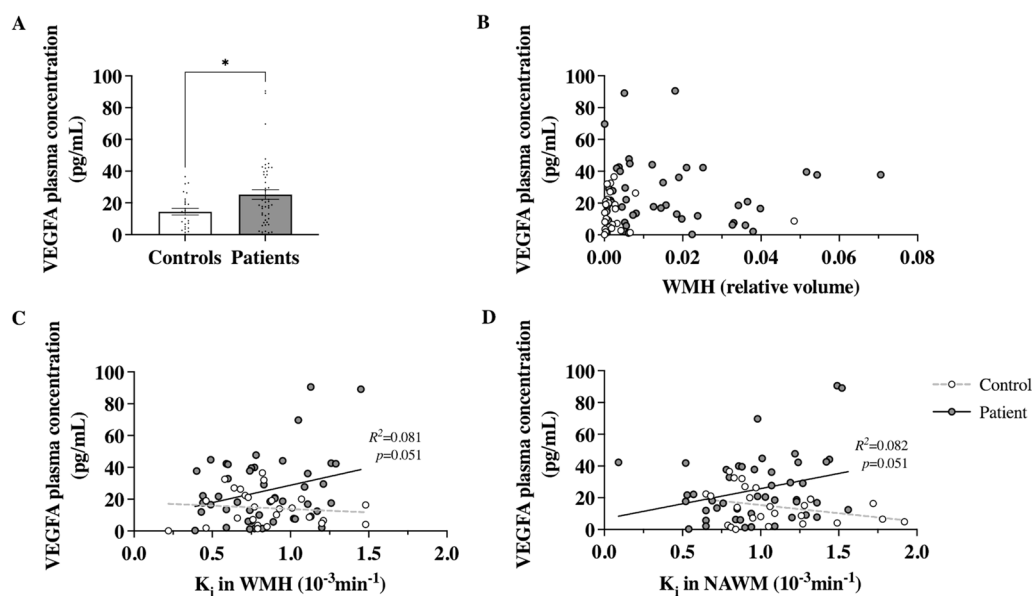 A
VEGFA plasma concentration
(pg/mL)
100
80
60
40
20
0
*
Controls Patients
B
VEGFA plasma concentration
(pg/mL)
100
80
60
40
20
0
0.00 0.02 0.04 0.06 0.08
WMH (relative volume)
C
VEGFA plasma concentration
(pg/mL)
100
80
60
40
20
0
R²=0.081
p=0.051
0.0 0.5 1.0 1.5 2.0
Kᵢ in WMH (10⁻³min⁻¹)
D
VEGFA plasma concentration
(pg/mL)
100
80
60
40
20
0
R²=0.082
p=0.051
0.0 0.5 1.0 1.5 2.0
Kᵢ in NAWM (10⁻³min⁻¹)
Control
Patient